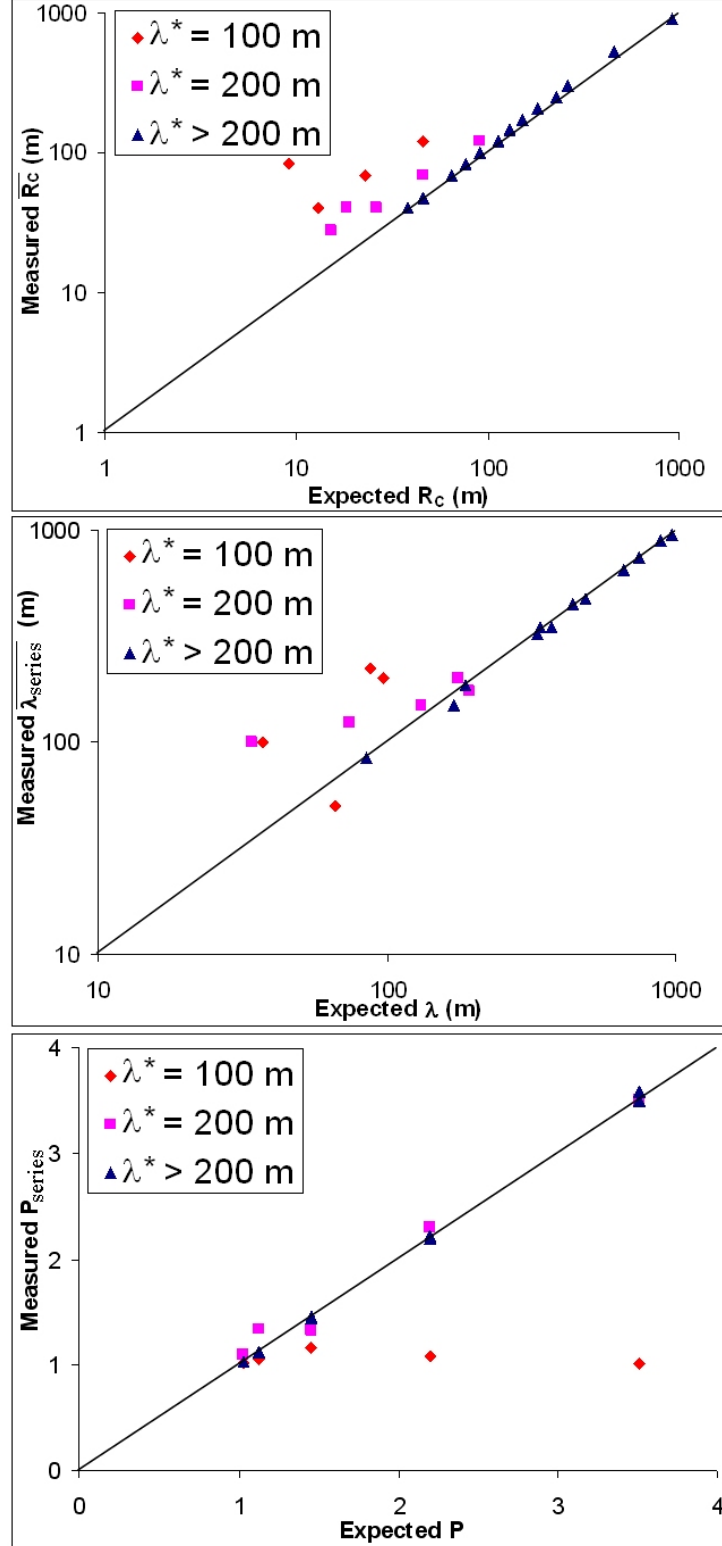 1000
λ* = 100 m
λ* = 200 m
λ* > 200 m
100
10
1
Measured Rc (m)
1 10 100 1000
Expected Rc (m)
1000
λ* = 100 m
λ* = 200 m
λ* > 200 m
100
10
Measured λseries (m)
10 100 1000
Expected λ (m)
4
λ* = 100 m
λ* = 200 m
λ* > 200 m
3
2
1
0
Measured Pseries
0 1 2 3 4
Expected P